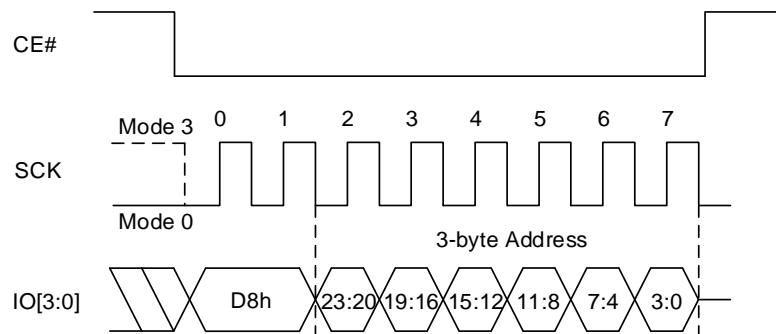 CE#
Mode 3 0 1 2 3 4 5 6 7
SCK
Mode 0
3-byte Address
IO[3:0] D8h 23:20 19:16 15:12 11:8 7:4 3:0